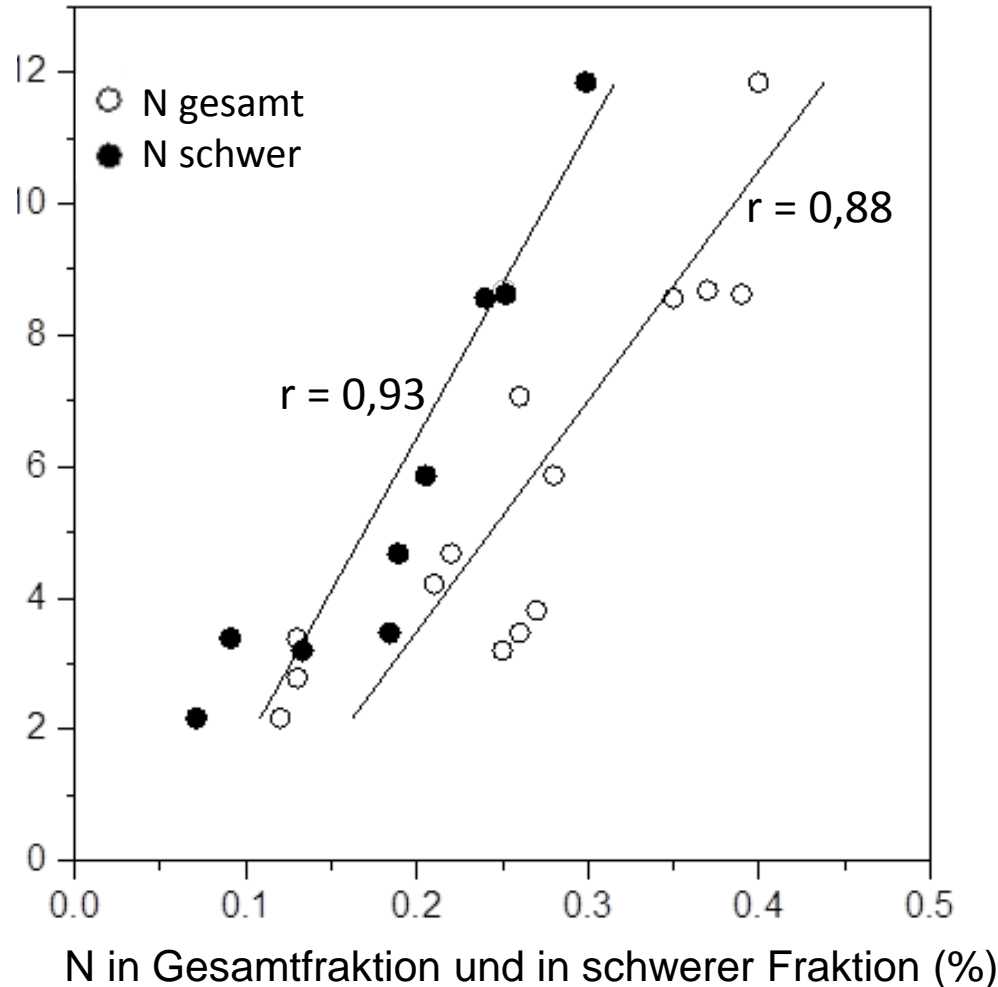 12
N gesamt
N schwer
10
r = 0,88
8
r = 0,93
6
4
2
0
0.0 0.1 0.2 0.3 0.4 0.5
N in Gesamtfraktion und in schwerer Fraktion (%)